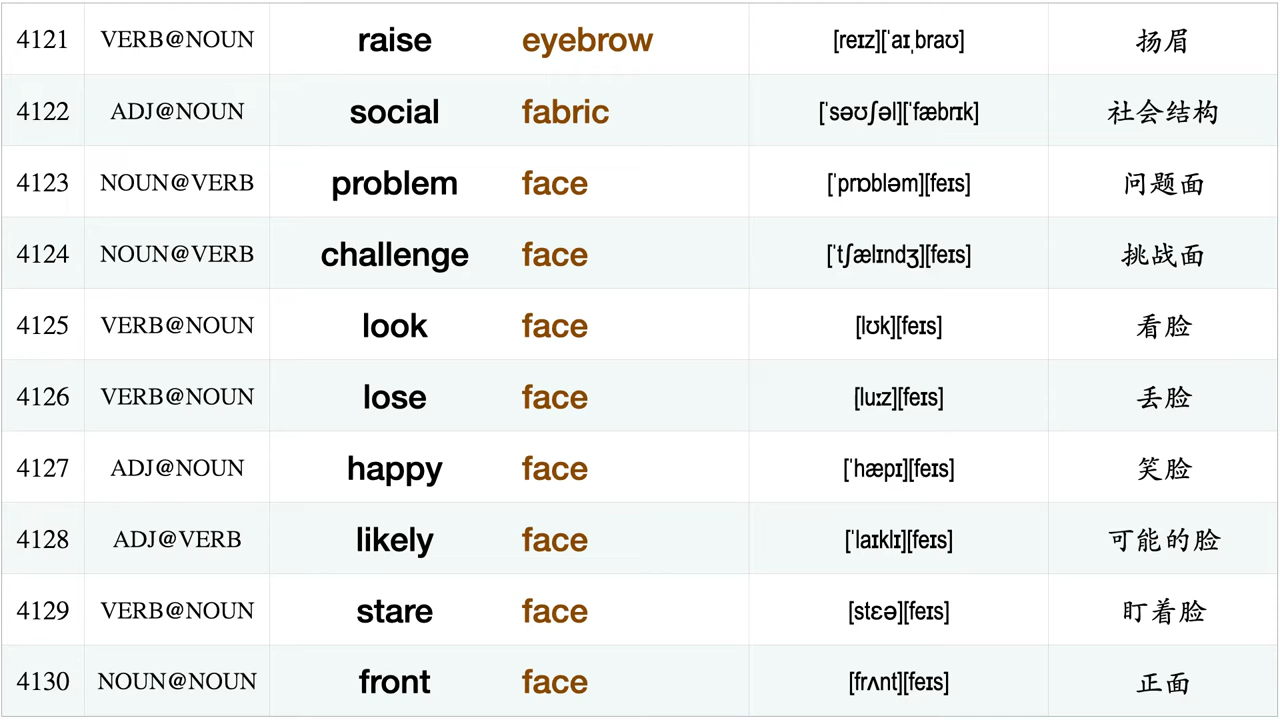 4121 VERB@NOUN raise eyebrow [reɪz][ˈaɪˌbraʊ] 扬眉
4122 ADJ@NOUN social fabric [ˈsəʊʃəl][ˈfæbrɪk] 社会结构
4123 NOUN@VERB problem face [ˈprɒbləm][feɪs] 问题面
4124 NOUN@VERB challenge face [ˈtʃælɪndʒ][feɪs] 挑战面
4125 VERB@NOUN look face [lʊk][feɪs] 看脸
4126 VERB@NOUN lose face [luːz][feɪs] 丢脸
4127 ADJ@NOUN happy face [ˈhæpɪ][feɪs] 笑脸
4128 ADJ@VERB likely face [ˈlaɪklɪ][feɪs] 可能的脸
4129 VERB@NOUN stare face [stɛə][feɪs] 盯着脸
4130 NOUN@NOUN front face [frʌnt][feɪs] 正面